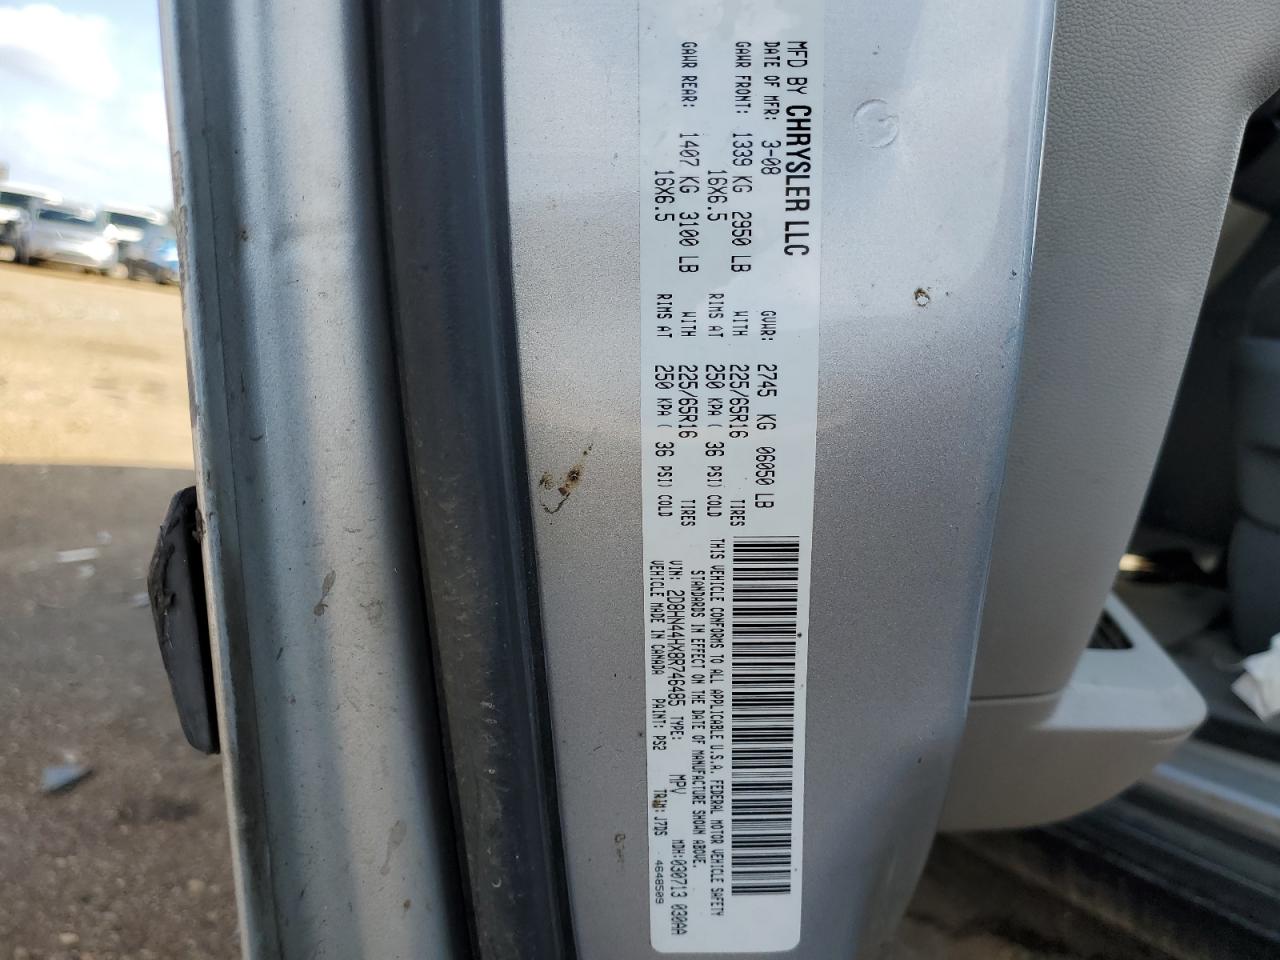 MFD BY CHRYSLER LLC
DATE OF MFR: 3-08 GVWR: 2745 KG 06050 LB
GAWR FRONT: 1339 KG 2950 LB WITH 225/65R16 TIRES
16X6.5 RIMS AT 250 KPA ( 36 PSI) COLD
GAWR REAR: 1407 KG 3100 LB WITH 225/65R16 TIRES
16X6.5 RIMS AT 250 KPA ( 36 PSI) COLD
THIS VEHICLE CONFORMS TO ALL APPLICABLE U.S.A. FEDERAL MOTOR VEHICLE SAFETY
STANDARDS IN EFFECT ON THE DATE OF MANUFACTURE SHOWN ABOVE.
VIN: 2D8HN44HX8R746485 TYPE: MPV MDH:030713 030AA
VEHICLE MADE IN CANADA PAINT: PS2 TRIM: J7DS 4648509